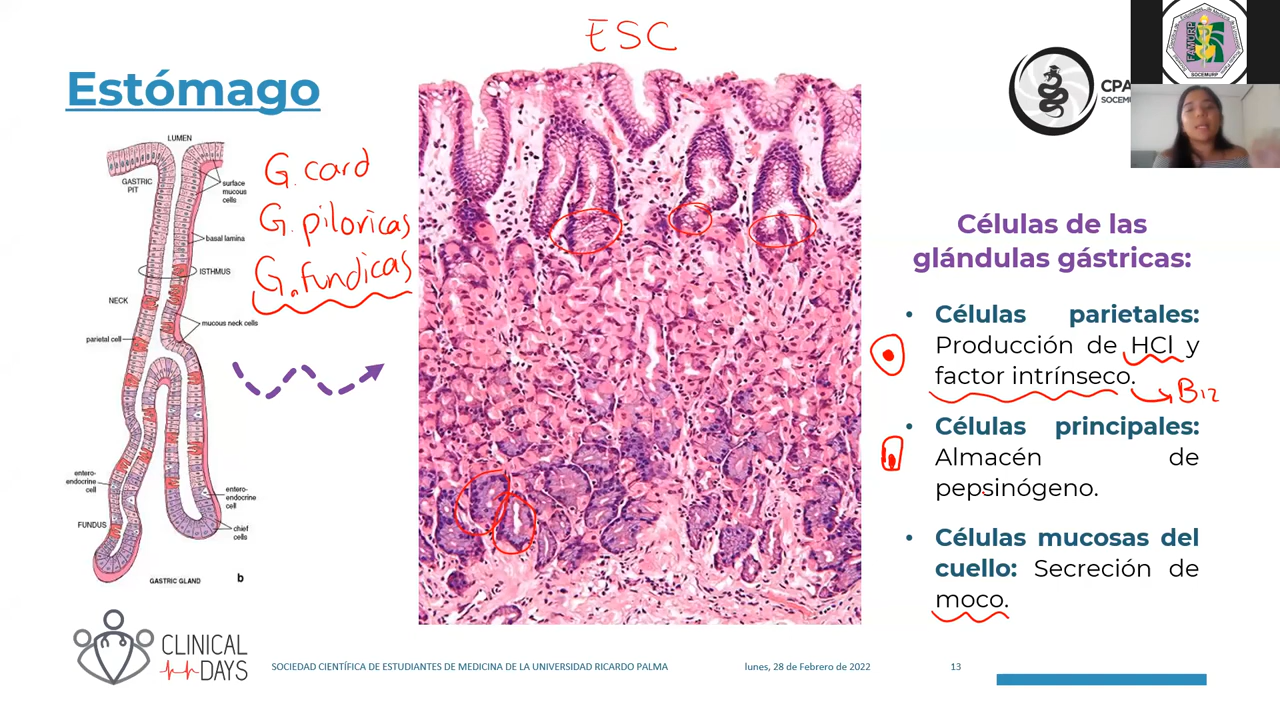 ESC
Estómago
LUMEN
GASTRIC
PIT
surface
mucous
cells
basal lamina
ISTHMUS
NECK
mucous neck cells
parietal cell
entero-
endocrine
cell
entero-
endocrine
cell
FUNDUS
chief
cells
GASTRIC GLAND
b
G. card
G. piloricas
G. fundicas
CPA
SOCEMU
FAMURP
SOCEMURP
Células de las
glándulas gástricas:
• Células parietales:
Producción de HCl y
factor intrínseco.
B12
• Células principales:
Almacén de
pepsinógeno.
• Células mucosas del
cuello: Secreción de
moco.
CLINICAL
DAYS
SOCIEDAD CIENTÍFICA DE ESTUDIANTES DE MEDICINA DE LA UNIVERSIDAD RICARDO PALMA
lunes, 28 de Febrero de 2022
13